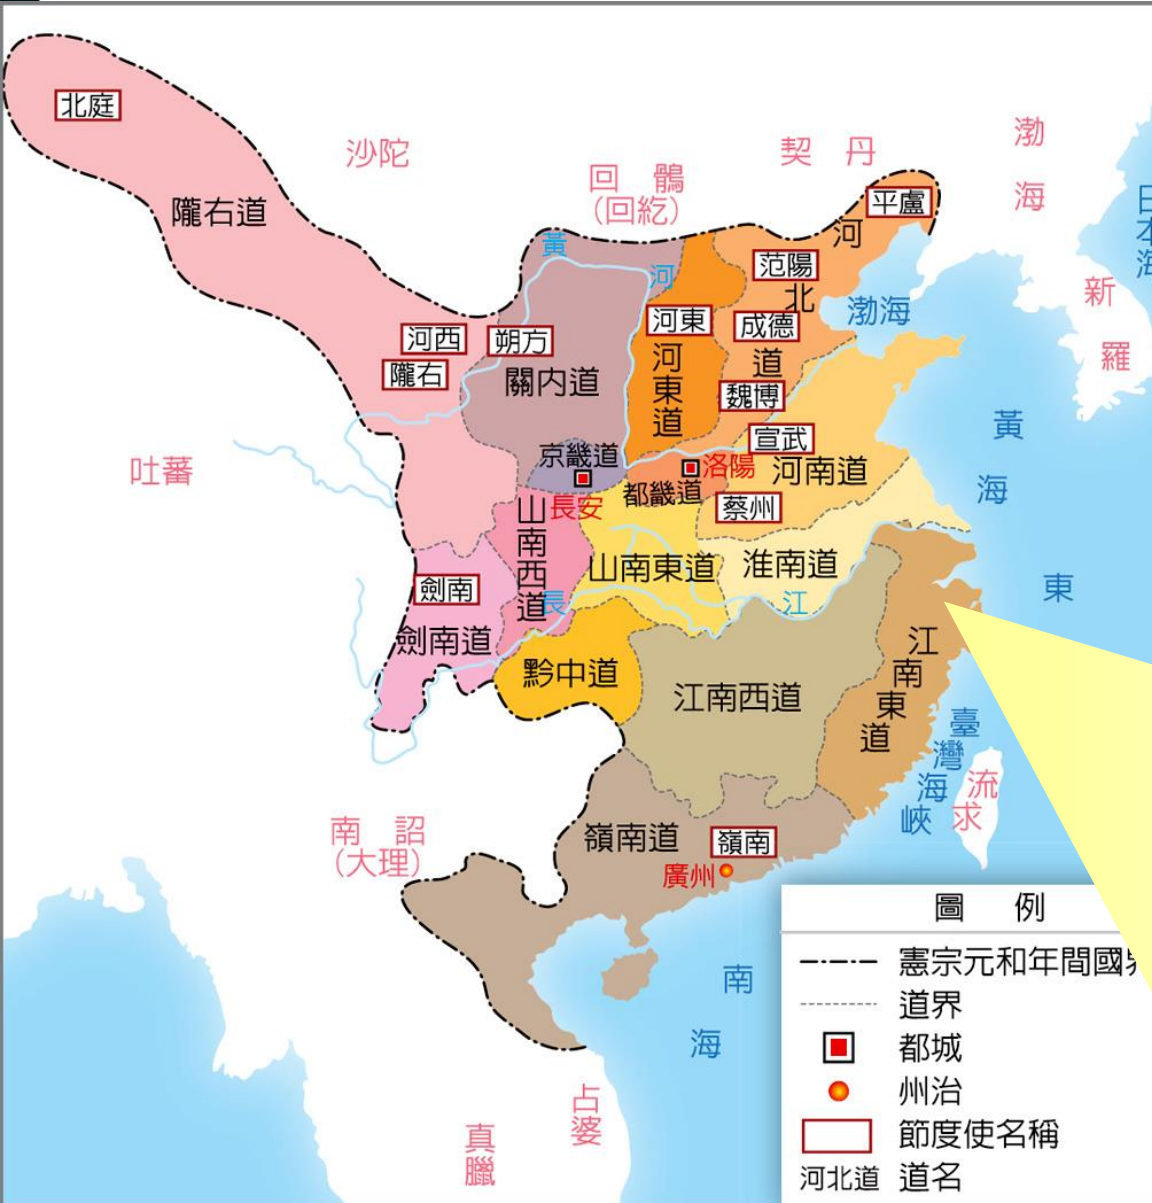 北庭
隴右道
沙陀
回鶻
(回紇)
契丹
渤海
日本海
平盧
河北道
范陽
成德
魏博
渤海
新羅
黃河
河西
隴右
朔方
關內道
河東
河東道
京畿道
長安
宣武
洛陽
都畿道
河南道
蔡州
黃海
吐蕃
山南西道
山南東道
淮南道
長江
東
劍南
劍南道
黔中道
江南西道
江南東道
臺灣海峽
流求
南詔
(大理)
嶺南道
嶺南
廣州
南海
占婆
真臘
圖例
憲宗元和年間國界
道界
都城
州治
節度使名稱
河北道 道名